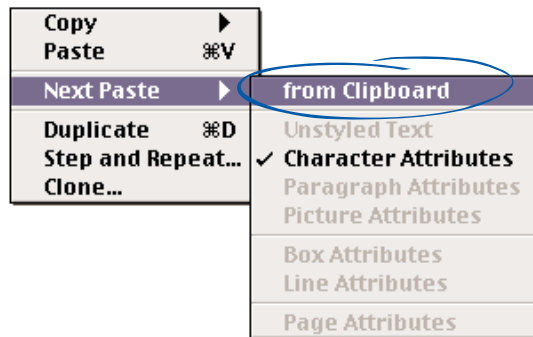 Copy ▶
Paste ⌘V
Next Paste ▶
Duplicate ⌘D
Step and Repeat...
Clone...
from Clipboard
Unstyled Text
✓ Character Attributes
Paragraph Attributes
Picture Attributes
Box Attributes
Line Attributes
Page Attributes